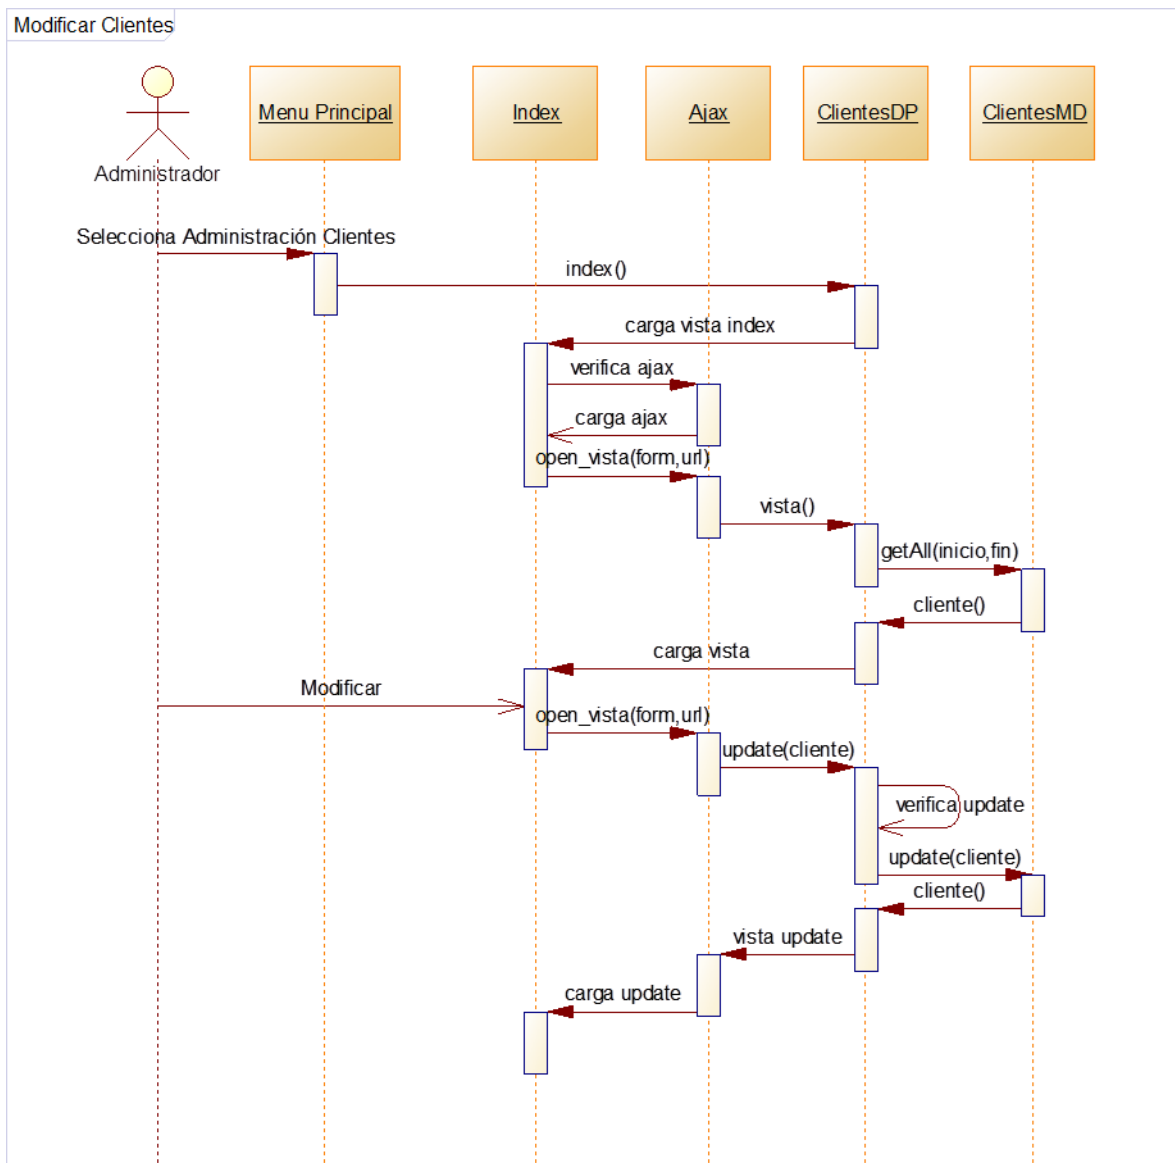 Modificar Clientes
Administrador
Menu Principal
Index
Ajax
ClientesDP
ClientesMD
Selecciona Administración Clientes
index()
carga vista index
verifica ajax
carga ajax
open_vista(form,url)
vista()
getAll(inicio,fin)
cliente()
carga vista
Modificar
open_vista(form,url)
update(cliente)
verifica update
update(cliente)
cliente()
vista update
carga update